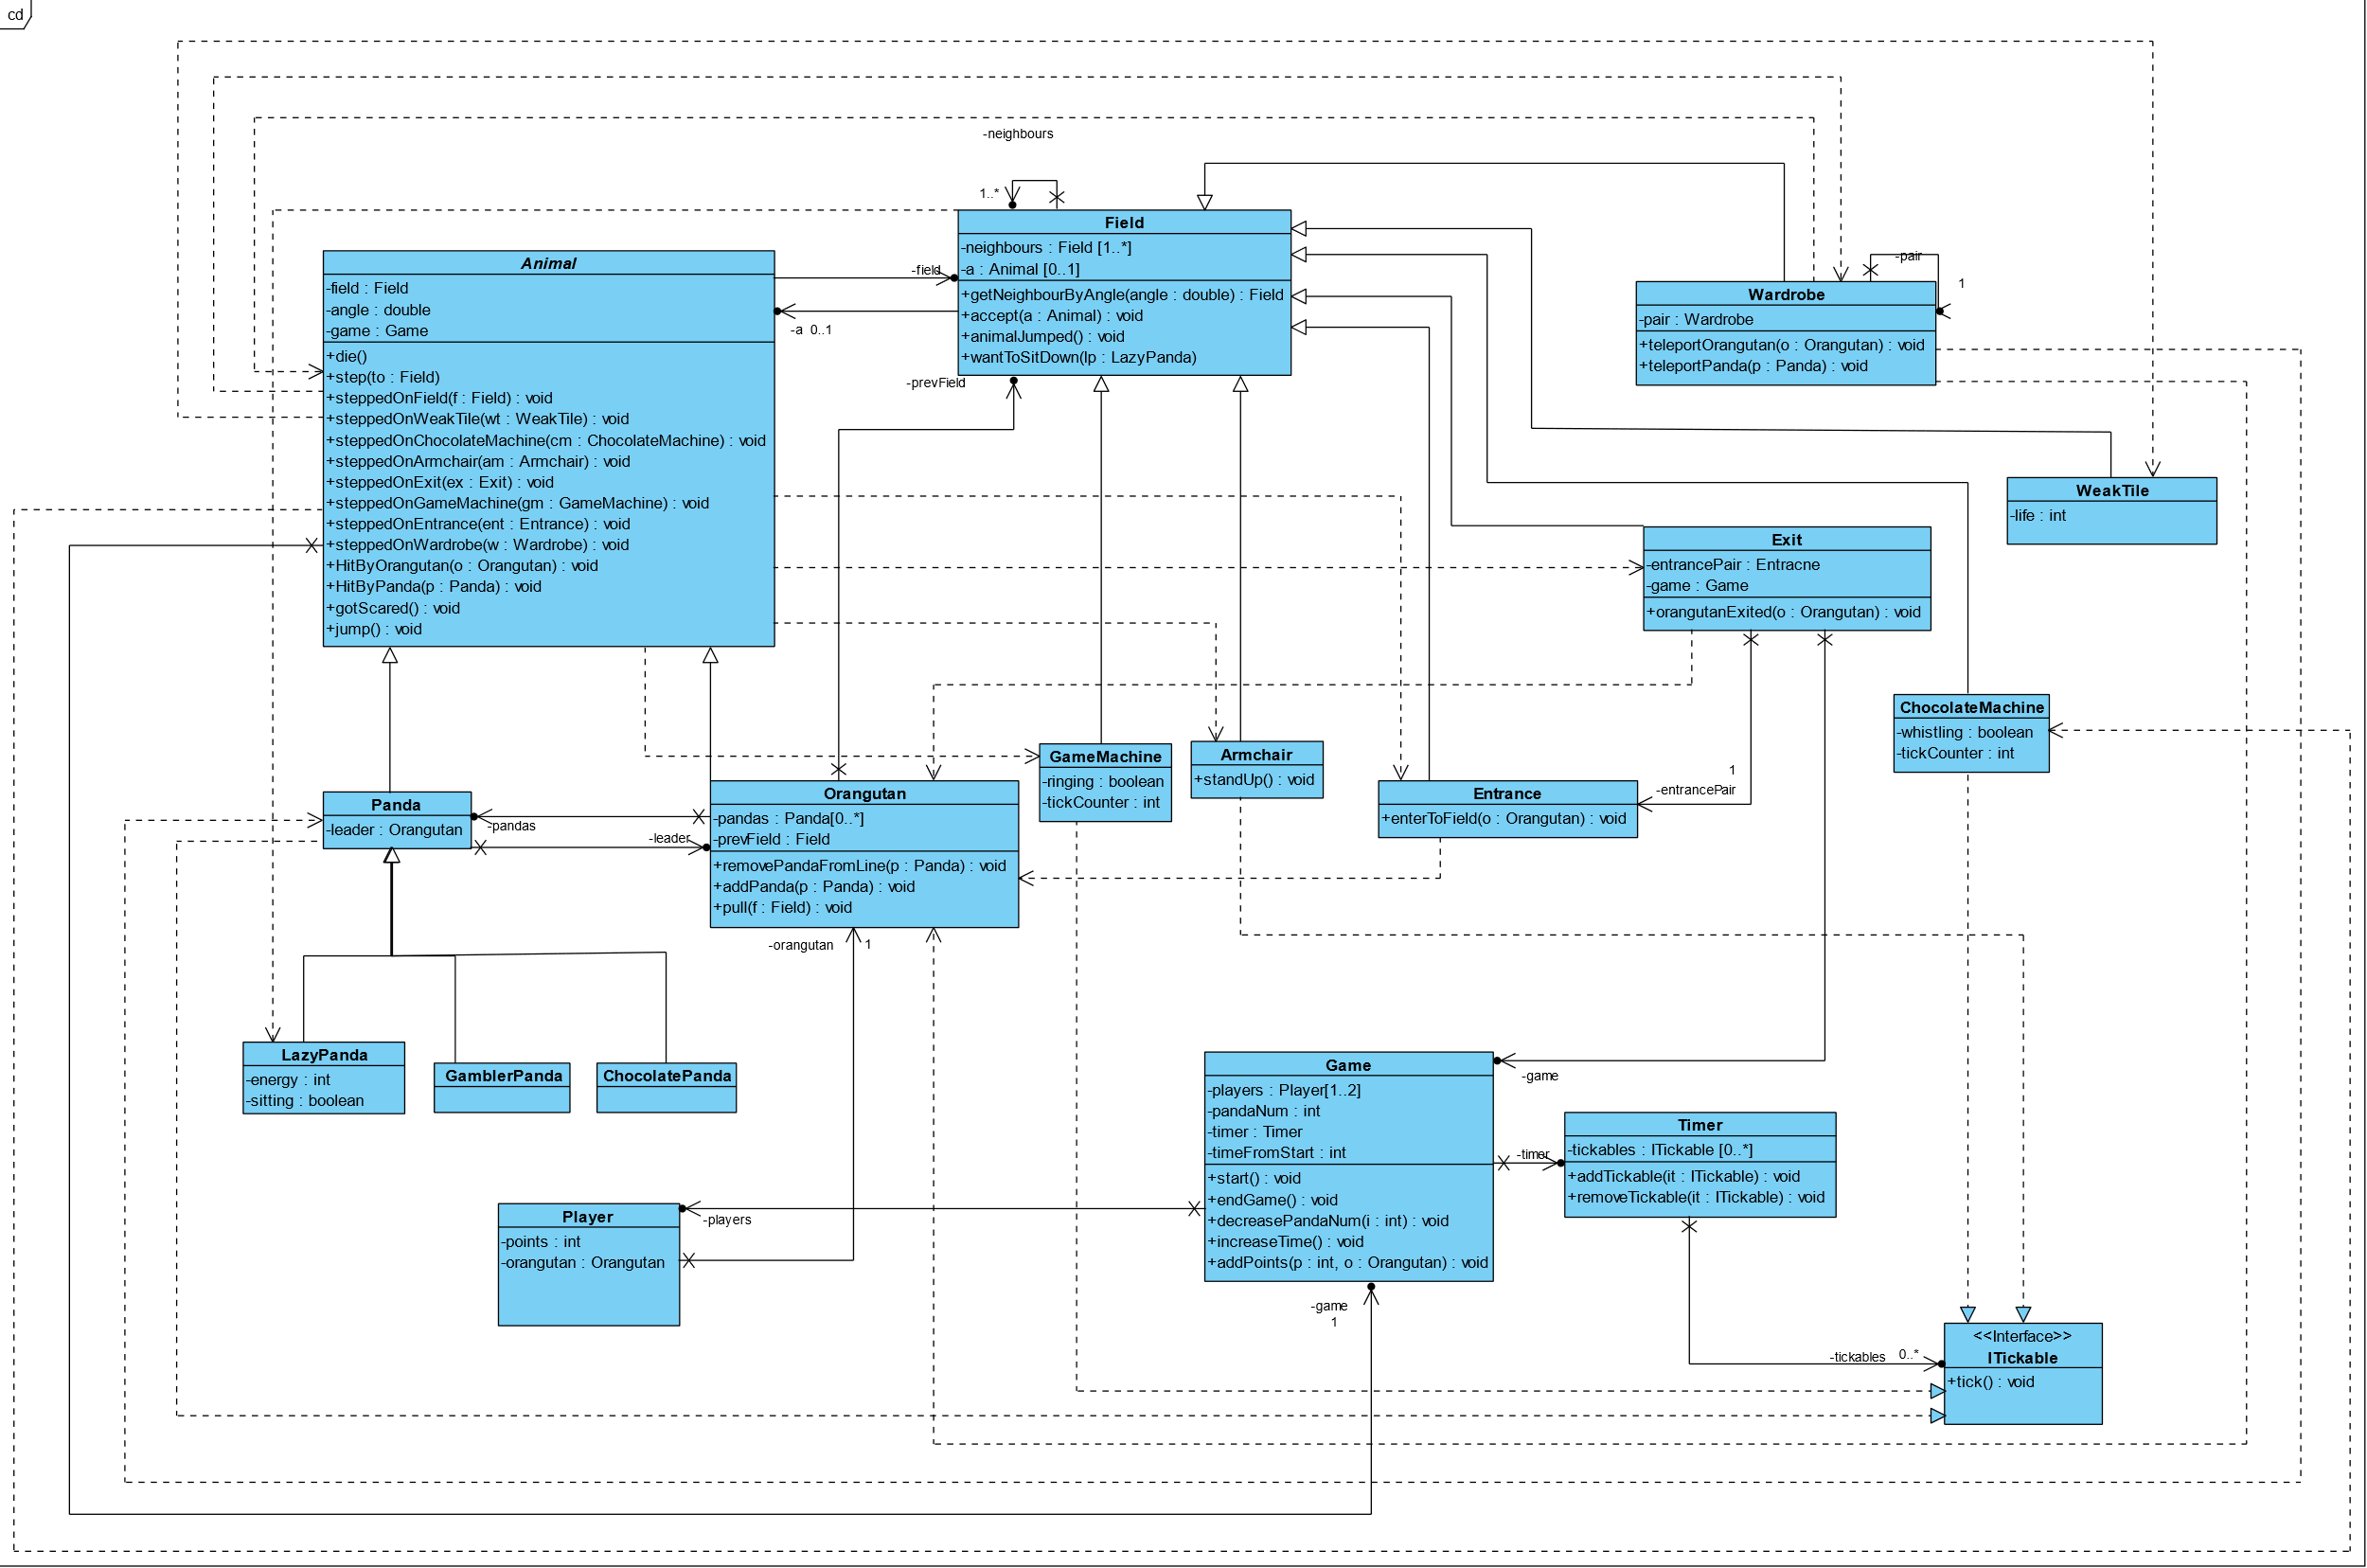 cd
-neighbours
1..*
Field
-neighbours : Field [1..*]
-a : Animal [0..1]
+getNeighbourByAngle(angle : double) : Field
+accept(a : Animal) : void
+animalJumped() : void
+wantToSitDown(lp : LazyPanda)
Animal
-field : Field
-angle : double
-game : Game
+die()
+step(to : Field)
+steppedOnField(f : Field) : void
+steppedOnWeakTile(wt : WeakTile) : void
+steppedOnChocolateMachine(cm : ChocolateMachine) : void
+steppedOnArmchair(am : Armchair) : void
+steppedOnExit(ex : Exit) : void
+steppedOnGameMachine(gm : GameMachine) : void
+steppedOnEntrance(ent : Entrance) : void
+steppedOnWardrobe(w : Wardrobe) : void
+HitByOrangutan(o : Orangutan) : void
+HitByPanda(p : Panda) : void
+gotScared() : void
+jump() : void
-field
-a 0..1
-prevField
-pair
1
Wardrobe
-pair : Wardrobe
+teleportOrangutan(o : Orangutan) : void
+teleportPanda(p : Panda) : void
WeakTile
-life : int
Exit
-entrancePair : Entracne
-game : Game
+orangutanExited(o : Orangutan) : void
ChocolateMachine
-whistling : boolean
-tickCounter : int
GameMachine
-ringing : boolean
-tickCounter : int
Armchair
+standUp() : void
Entrance
+enterToField(o : Orangutan) : void
1
-entrancePair
Panda
-leader : Orangutan
-pandas
-leader
Orangutan
-pandas : Panda[0..*]
-prevField : Field
+removePandaFromLine(p : Panda) : void
+addPanda(p : Panda) : void
+pull(f : Field) : void
-orangutan
1
LazyPanda
-energy : int
-sitting : boolean
GamblerPanda
ChocolatePanda
Game
-players : Player[1..2]
-pandaNum : int
-timer : Timer
-timeFromStart : int
+start() : void
+endGame() : void
+decreasePandaNum(i : int) : void
+increaseTime() : void
+addPoints(p : int, o : Orangutan) : void
-game
-timer
Timer
-tickables : ITickable [0..*]
+addTickable(it : ITickable) : void
+removeTickable(it : ITickable) : void
Player
-points : int
-orangutan : Orangutan
-players
-game
1
-tickables 0..*
<<Interface>>
ITickable
+tick() : void